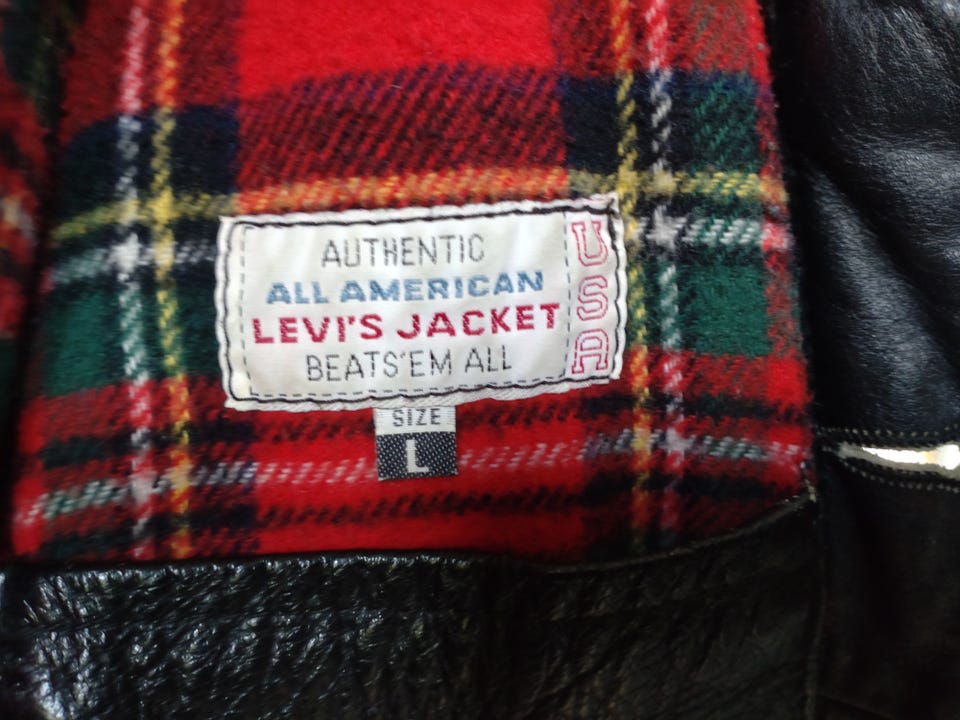 AUTHENTIC
ALL AMERICAN
LEVI'S JACKET
BEATS'EM ALL
USA
SIZE
L